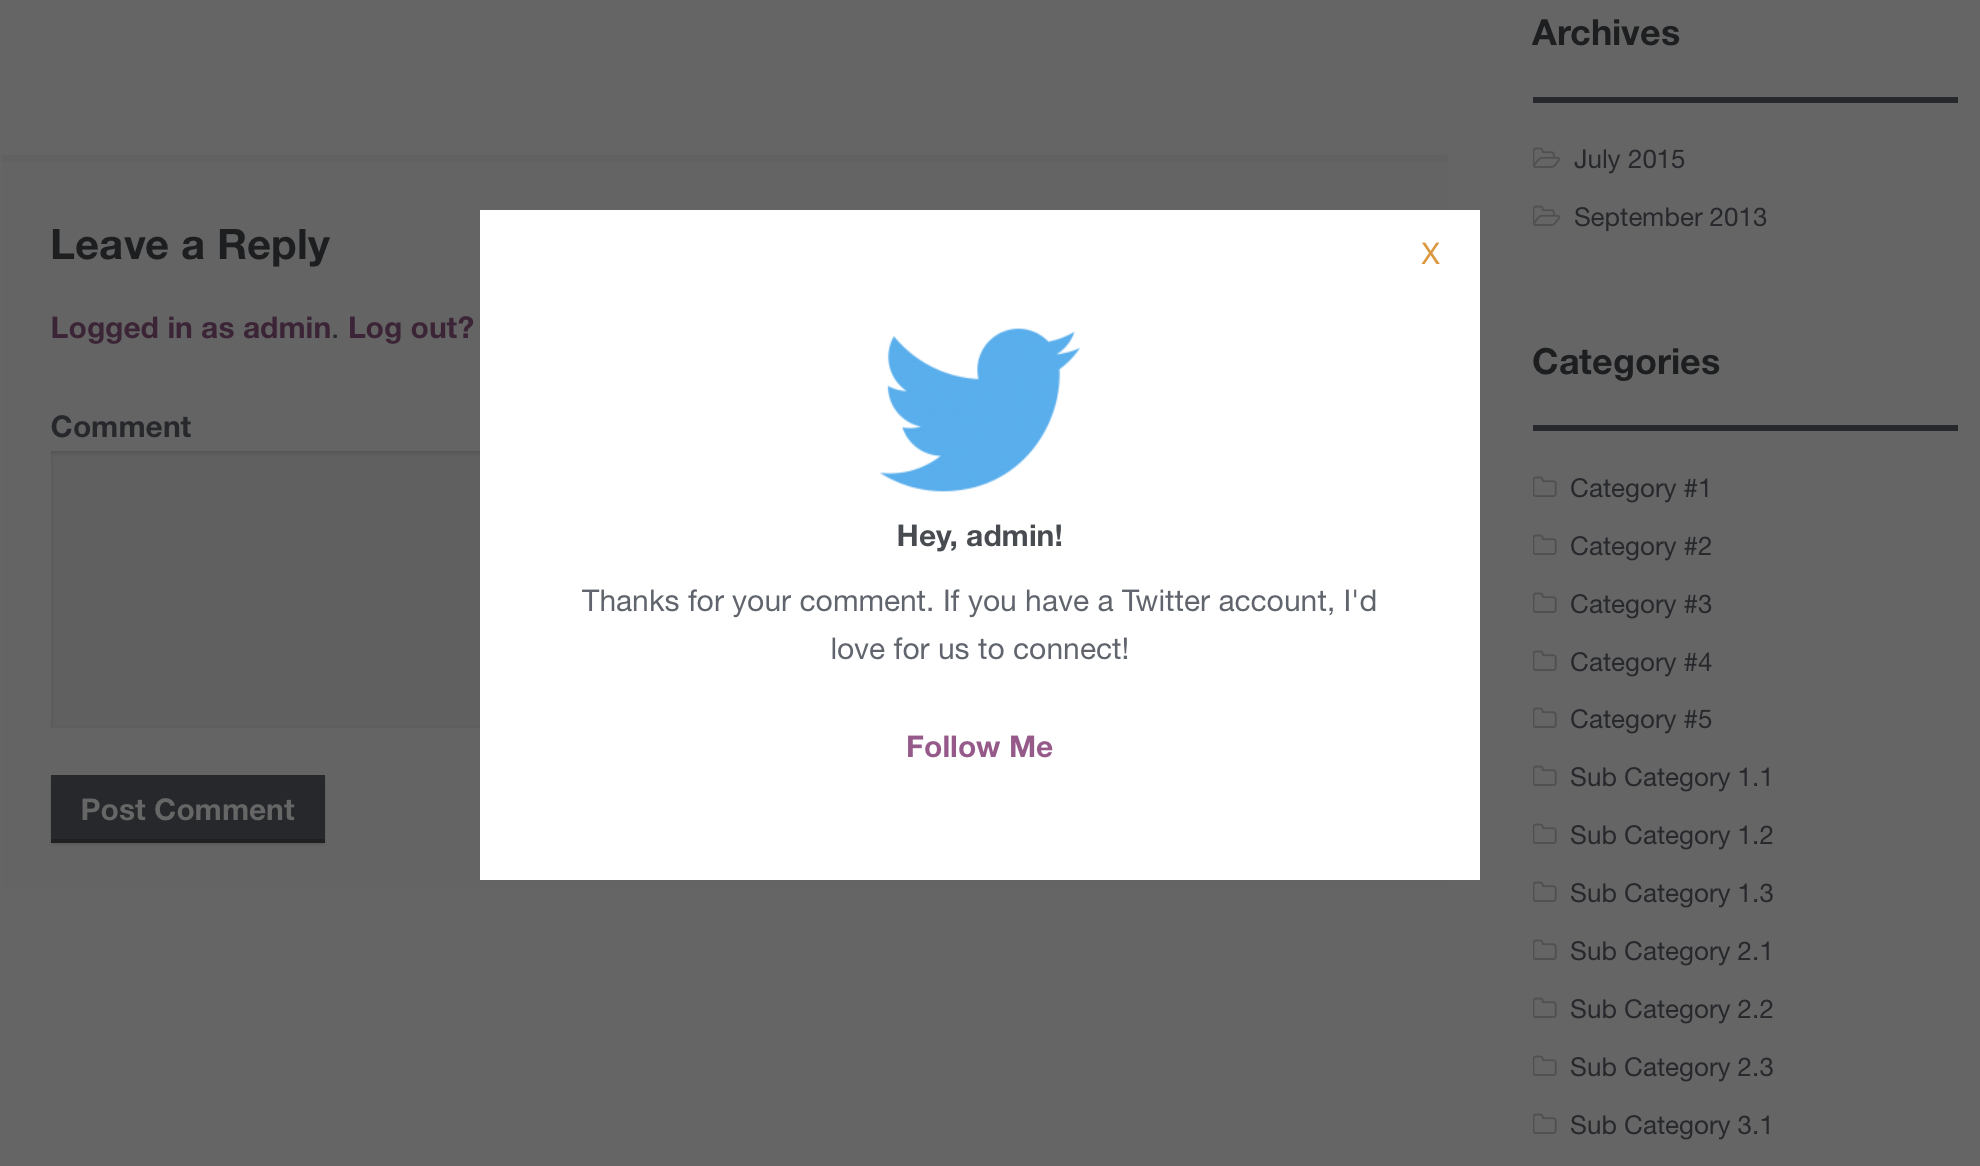 Archives
July 2015
September 2013
Leave a Reply
Logged in as admin. Log out?
Comment
Post Comment
X
Hey, admin!
Thanks for your comment. If you have a Twitter account, I'd
love for us to connect!
Follow Me
Categories
Category #1
Category #2
Category #3
Category #4
Category #5
Sub Category 1.1
Sub Category 1.2
Sub Category 1.3
Sub Category 2.1
Sub Category 2.2
Sub Category 2.3
Sub Category 3.1